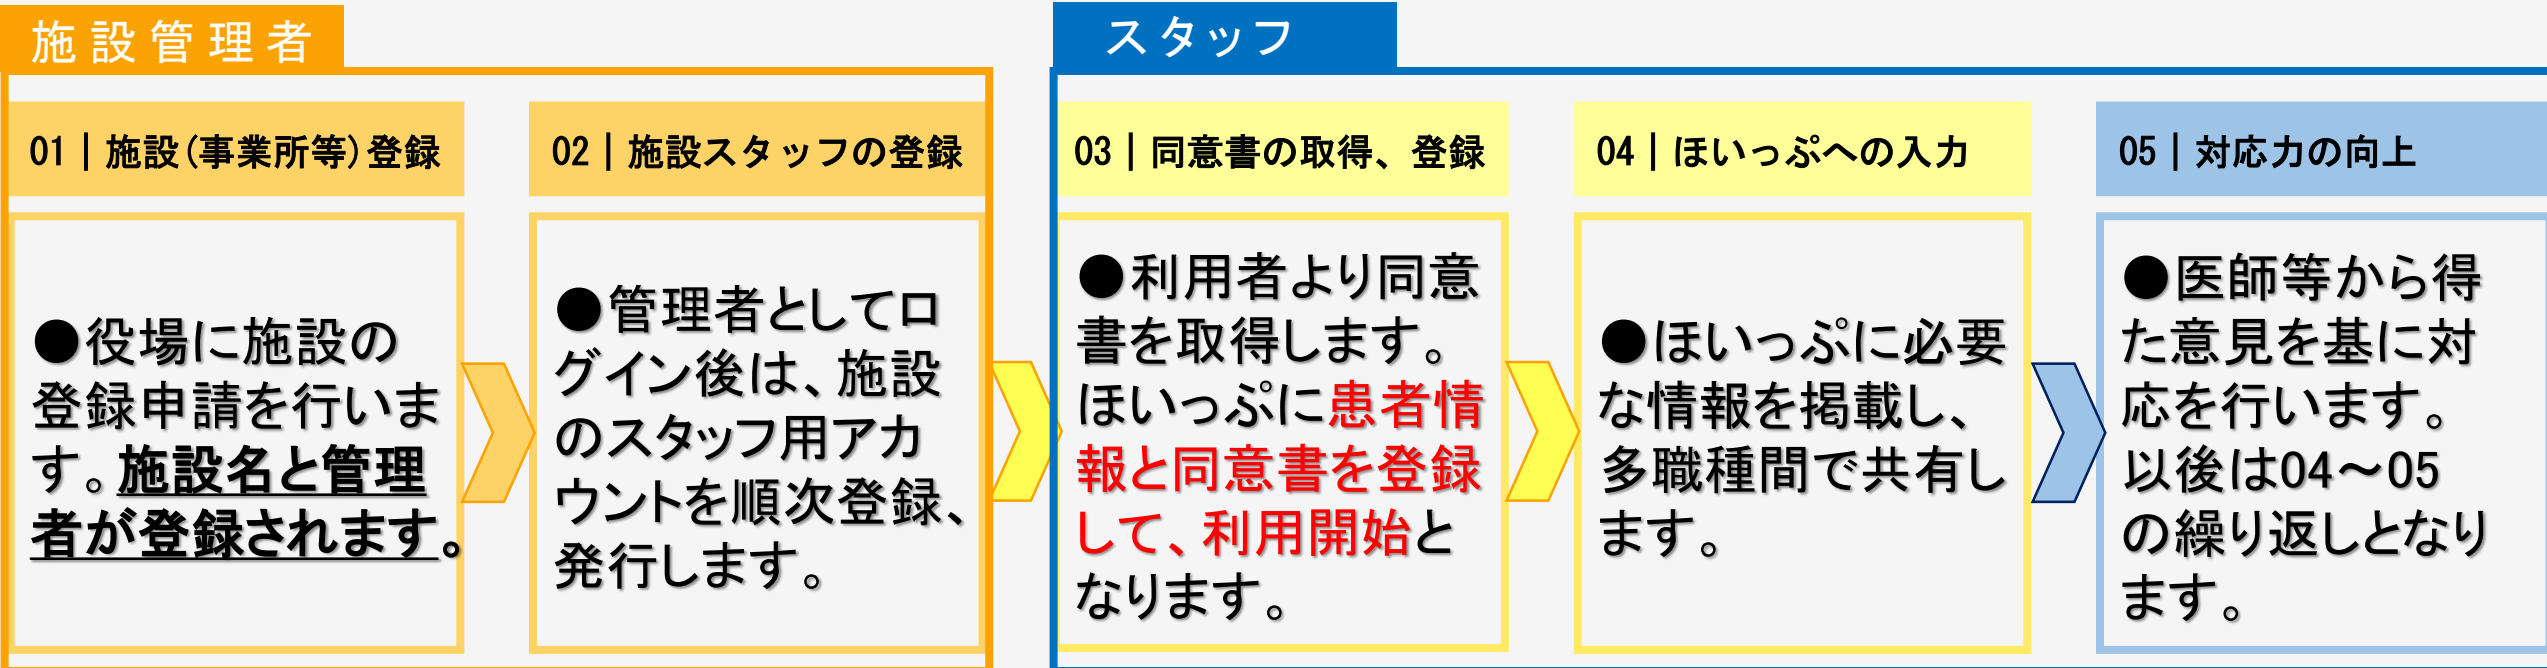 施設管理者
スタッフ
01｜施設(事業所等)登録
●役場に施設の
登録申請を行いま
す。施設名と管理
者が登録されます。
02｜施設スタッフの登録
●管理者としてロ
グイン後は、施設
のスタッフ用アカ
ウントを順次登録、
発行します。
03｜同意書の取得、登録
●利用者より同意
書を取得します。
ほいっぷに患者情
報と同意書を登録
して、利用開始と
なります。
04｜ほいっぷへの入力
●ほいっぷに必要
な情報を掲載し、
多職種間で共有し
ます。
05｜対応力の向上
●医師等から得
た意見を基に対
応を行います。
以後は04～05
の繰り返しとなり
ます。